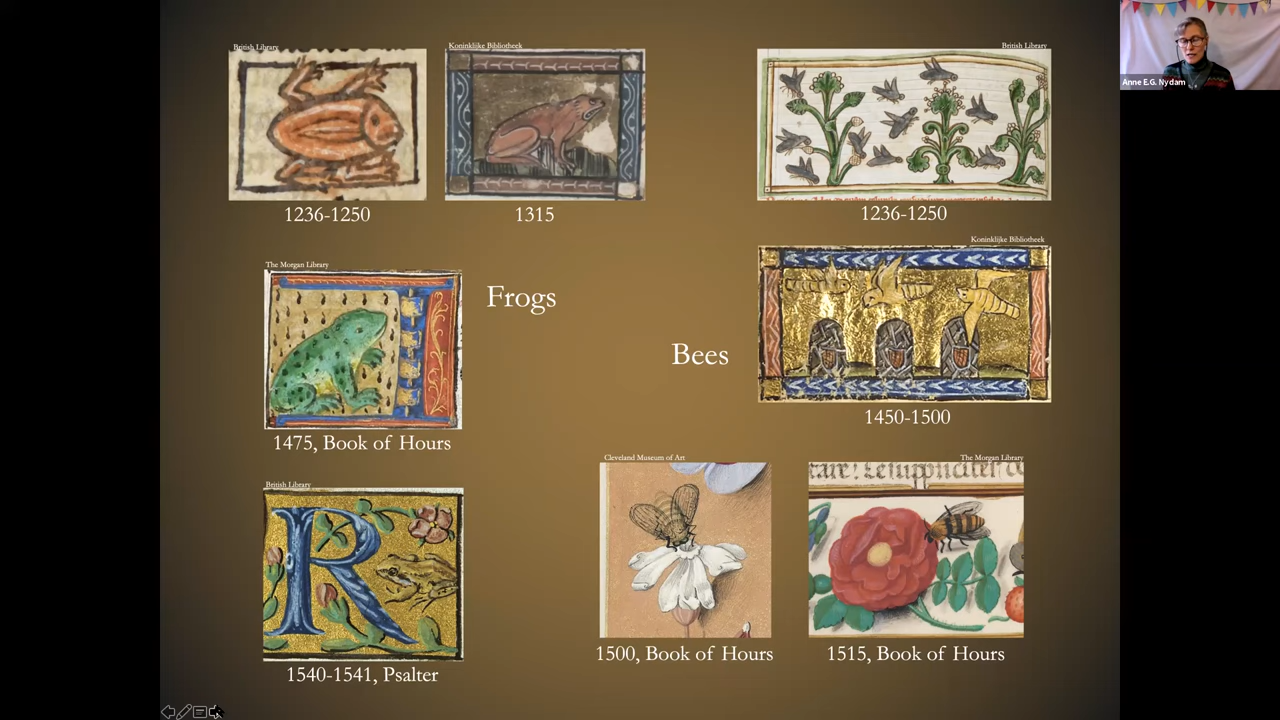 British Library
1236-1250
Koninklijke Bibliotheek
1315
British Library
1236-1250
The Morgan Library
1475, Book of Hours
Frogs
Koninklijke Bibliotheek
Bees
1450-1500
British Library
R
1540-1541, Psalter
Cleveland Museum of Art
1500, Book of Hours
The Morgan Library
1515, Book of Hours
Anne E.G. Nydam